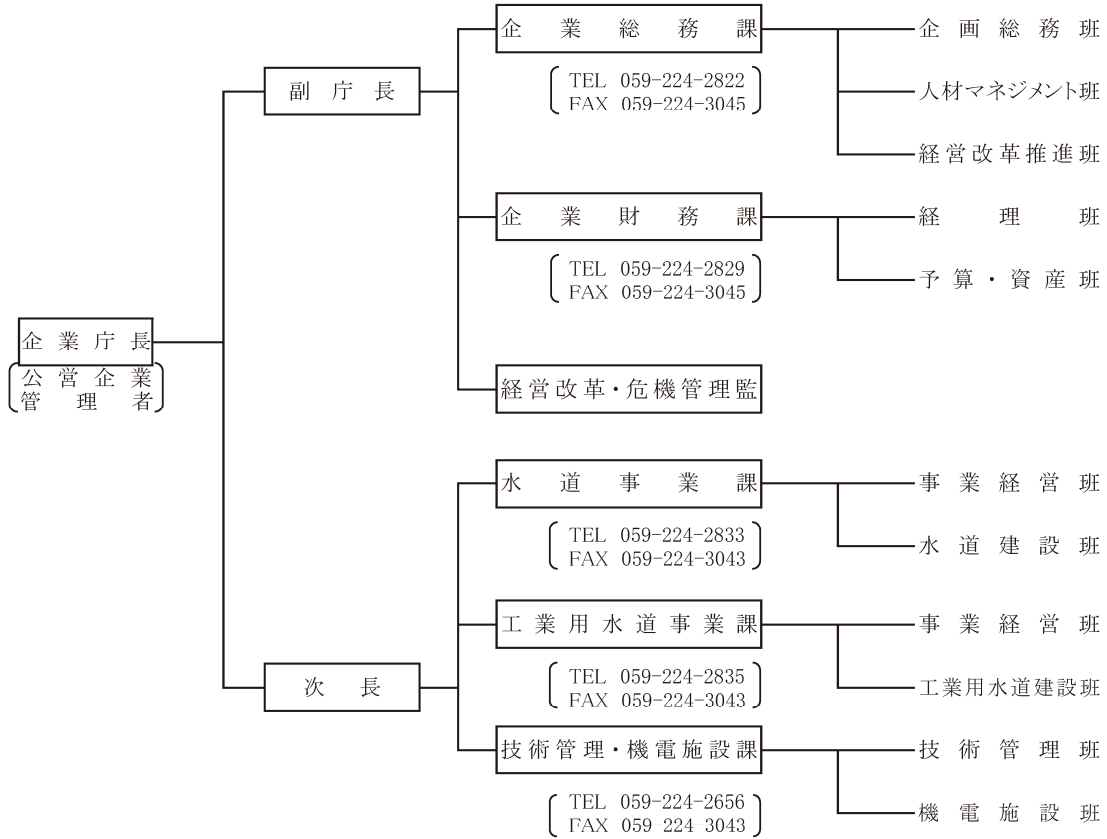 企業総務課
TEL 059-224-2822
FAX 059-224-3045
企画総務班
人材マネジメント班
経営改革推進班
副庁長
企業財務課
TEL 059-224-2829
FAX 059-224-3045
経理班
予算・資産班
企業庁長
公営企業
管理者
経営改革・危機管理監
水道事業課
TEL 059-224-2833
FAX 059-224-3043
事業経営班
水道建設班
工業用水道事業課
TEL 059-224-2835
FAX 059-224-3043
事業経営班
工業用水道建設班
次長
技術管理・機電施設課
TEL 059-224-2656
FAX 059-224-3043
技術管理班
機電施設班